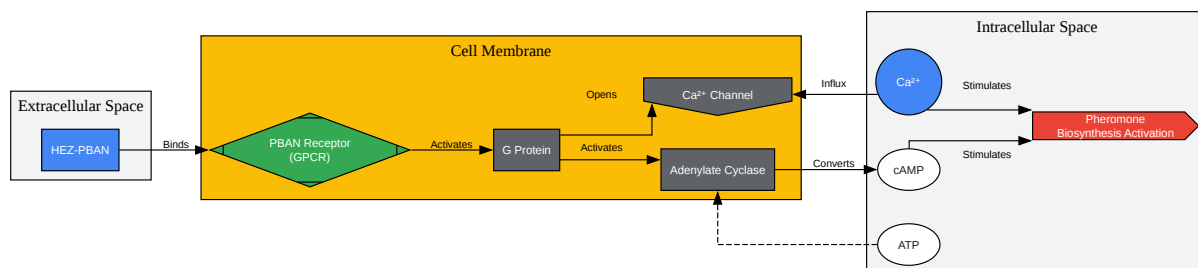 Extracellular Space
HEZ-PBAN
Binds
Cell Membrane
PBAN Receptor
(GPCR)
Activates
G Protein
Opens
Activates
Ca²⁺ Channel
Adenylate Cyclase
Influx
Converts
Intracellular Space
Ca²⁺
Stimulates
cAMP
Stimulates
Pheromone
Biosynthesis Activation
ATP